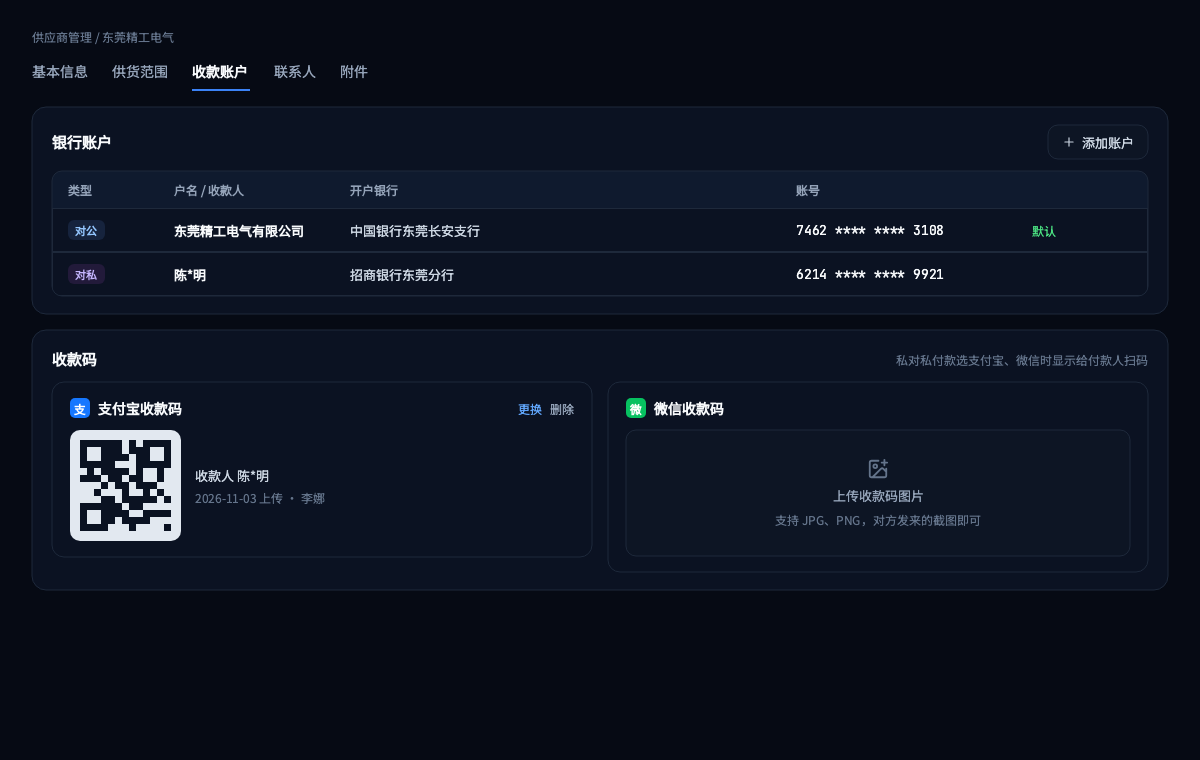 供应商管理 / 东莞精工电气
基本信息 供货范围 收款账户 联系人 附件
银行账户
添加账户
类型 户名 / 收款人 开户银行 账号
对公 东莞精工电气有限公司 中国银行东莞长安支行 7462 **** **** 3108 默认
对私 陈*明 招商银行东莞分行 6214 **** **** 9921
收款码
私对私付款选支付宝、微信时显示给付款人扫码
支 支付宝收款码
更换 删除
收款人 陈*明
2026-11-03 上传 · 李娜
微 微信收款码
上传收款码图片
支持 JPG、PNG，对方发来的截图即可